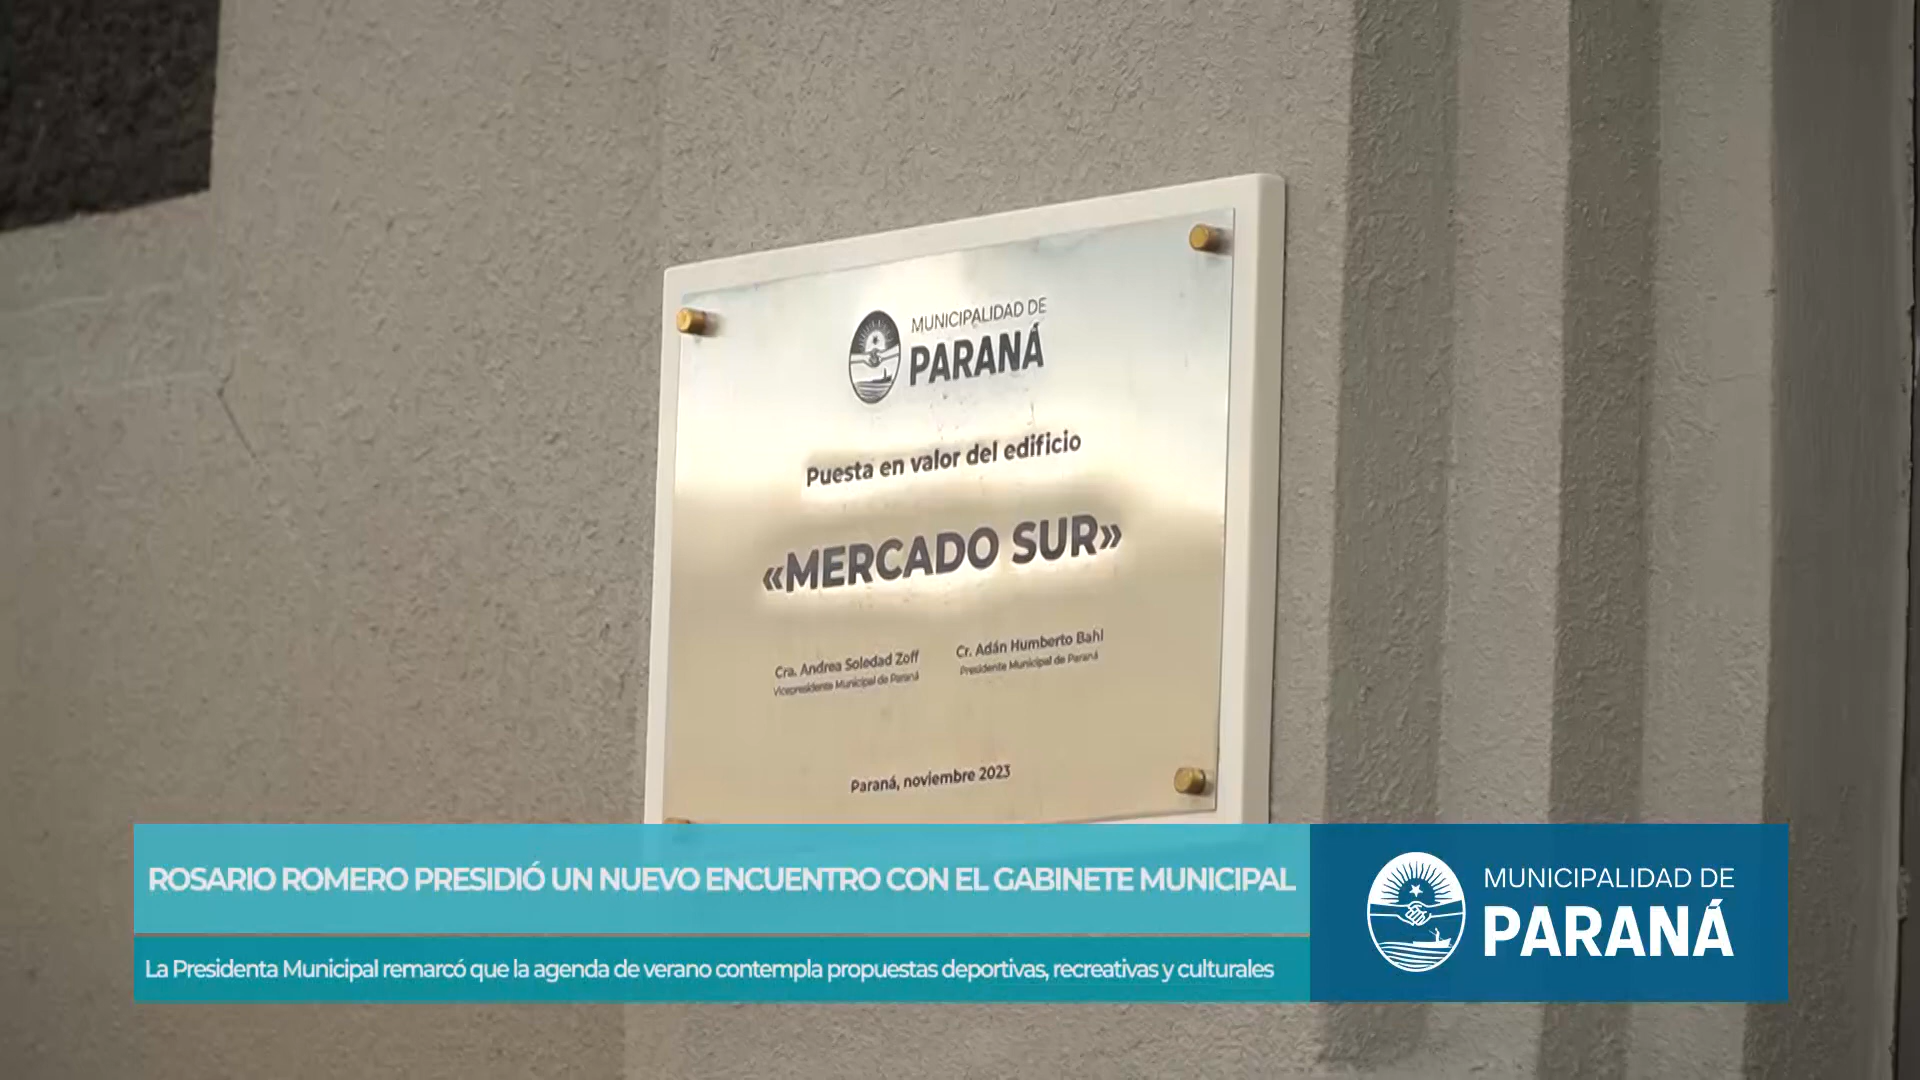 MUNICIPALIDAD DE
PARANÁ
Puesta en valor del edificio
«MERCADO SUR»
Cra. Andrea Soledad Zoff
Vicepresidente Municipal de Paraná
Cr. Adán Humberto Bahl
Presidente Municipal de Paraná
Paraná, noviembre 2023
ROSARIO ROMERO PRESIDIÓ UN NUEVO ENCUENTRO CON EL GABINETE MUNICIPAL
La Presidenta Municipal remarcó que la agenda de verano contempla propuestas deportivas, recreativas y culturales
MUNICIPALIDAD DE
PARANÁ